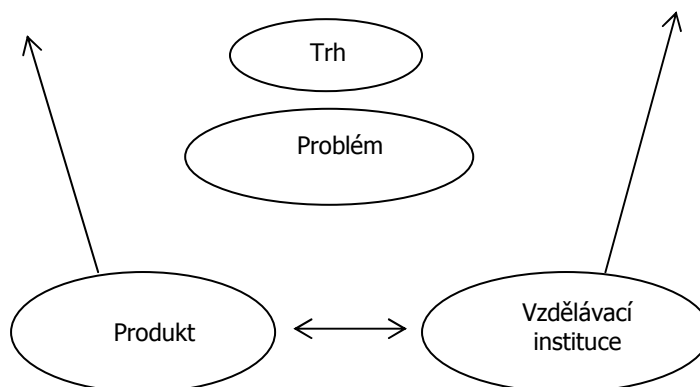 Trh
Problém
Produkt
Vzdělávací
instituce